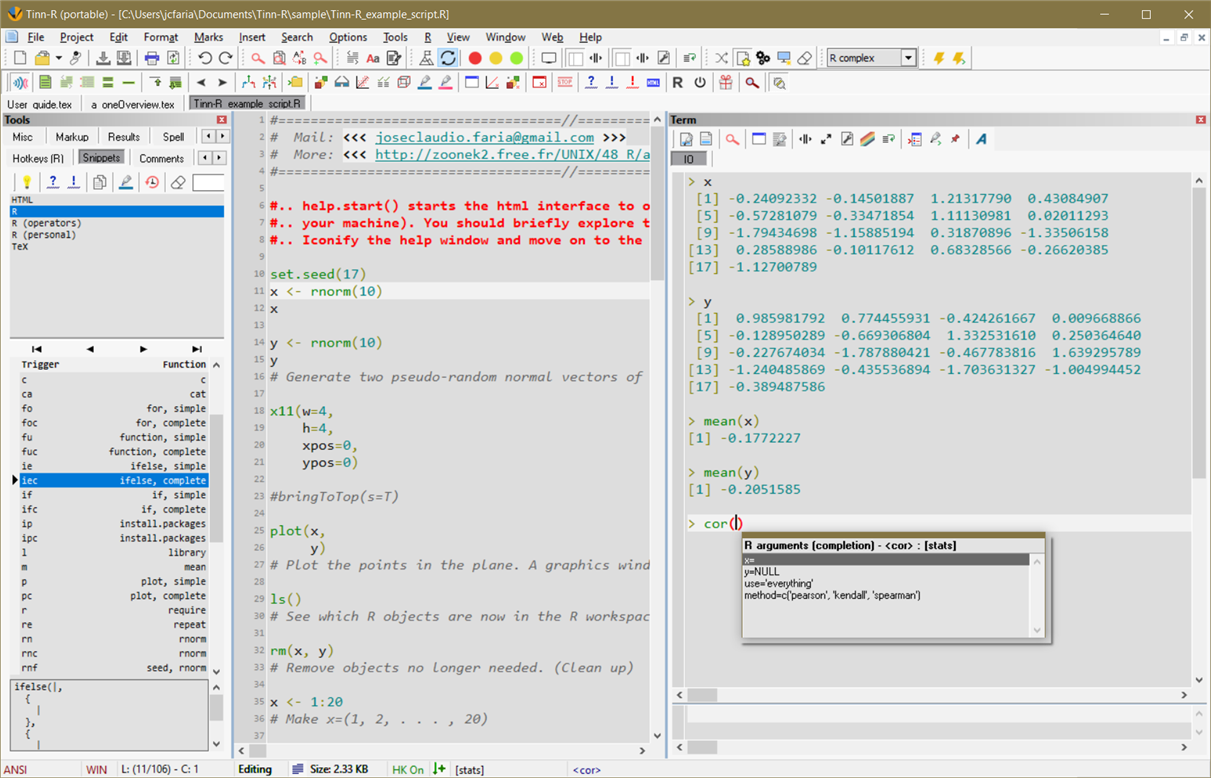 Tinn-R (portable) - [C:\Users\jcfaria\Documents\Tinn-R\sample\Tinn-R_example_script.R]
File Project Edit Format Marks Insert Search Options Tools R View Window Web Help
R complex
User_guide.tex a_oneOverview.tex Tinn-R_example_script.R
Tools
Misc Markup Results Spell
Hotkeys (R) Snippets Comments
HTML
R
R (operators)
R (personal)
TeX
Trigger Function
c c
ca cat
fo for, simple
foc for, complete
fu function, simple
fuc function, complete
ie ifelse, simple
iec ifelse, complete
if if, simple
ifc if, complete
ip install.packages
ipc install.packages
l library
m mean
p plot, simple
pc plot, complete
r require
re repeat
rn rnorm
rnc rnorm
rnf seed, rnorm
ifelse(|,
{
|
},
{
|
1 #===================================//==========
2 # Mail: <<< joseclaudio.faria@gmail.com >>>
3 # More: <<< http://zoonek2.free.fr/UNIX/48_R/a
4 #===================================//==========
5
6 #.. help.start() starts the html interface to o
7 #.. your machine). You should briefly explore t
8 #.. Iconify the help window and move on to the
9
10 set.seed(17)
11 x <- rnorm(10)
12 x
13
14 y <- rnorm(10)
15 y
16 # Generate two pseudo-random normal vectors of
17
18 x11(w=4,
19 h=4,
20 xpos=0,
21 ypos=0)
22
23 #bringToTop(s=T)
24
25 plot(x,
26 y)
27 # Plot the points in the plane. A graphics wind
28
29 ls()
30 # See which R objects are now in the R workspac
31
32 rm(x, y)
33 # Remove objects no longer needed. (Clean up)
34
35 x <- 1:20
36 # Make x=(1, 2, . . . , 20)
37
Term
IO
> x
[1] -0.24092332 -0.14501887 1.21317790 0.43084907
[5] -0.57281079 -0.33471854 1.11130981 0.02011293
[9] -1.79434698 -1.15885194 0.31870896 -1.33506158
[13] 0.28588986 -0.10117612 0.68328566 -0.26620385
[17] -1.12700789
> y
[1] 0.985981792 0.774455931 -0.424261667 0.009668866
[5] -0.128950289 -0.669306804 1.332531610 0.250364640
[9] -0.227674034 -1.787880421 -0.467783816 1.639295789
[13] -1.240485869 -0.435536894 -1.703631327 -1.004994452
[17] -0.389487586
> mean(x)
[1] -0.1772227
> mean(y)
[1] -0.2051585
> cor()
R arguments (completion) - <cor> : [stats]
x=
y=NULL
use='everything'
method=c('pearson', 'kendall', 'spearman')
ANSI WIN L: (11/106) - C: 1 Editing Size: 2.33 KB HK On [stats] <cor>